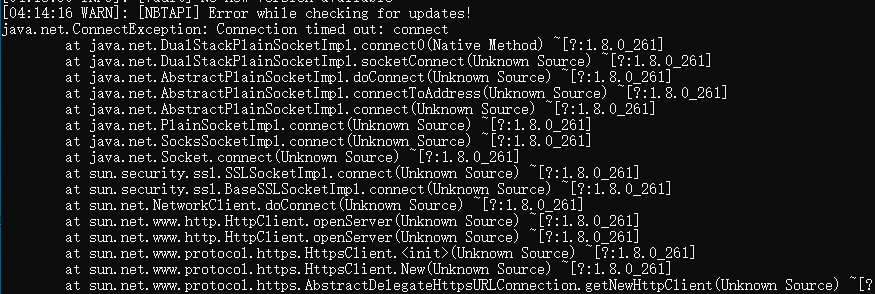 [04:14:16 WARN]: [NBTAPI] Error while checking for updates!
java.net.ConnectException: Connection timed out: connect
at java.net.DualStackPlainSocketImpl.connect0(Native Method) ~[?:1.8.0_261]
at java.net.DualStackPlainSocketImpl.socketConnect(Unknown Source) ~[?:1.8.0_261]
at java.net.AbstractPlainSocketImpl.doConnect(Unknown Source) ~[?:1.8.0_261]
at java.net.AbstractPlainSocketImpl.connectToAddress(Unknown Source) ~[?:1.8.0_261]
at java.net.AbstractPlainSocketImpl.connect(Unknown Source) ~[?:1.8.0_261]
at java.net.PlainSocketImpl.connect(Unknown Source) ~[?:1.8.0_261]
at java.net.SocksSocketImpl.connect(Unknown Source) ~[?:1.8.0_261]
at java.net.Socket.connect(Unknown Source) ~[?:1.8.0_261]
at sun.security.ssl.SSLSocketImpl.connect(Unknown Source) ~[?:1.8.0_261]
at sun.security.ssl.BaseSSLSocketImpl.connect(Unknown Source) ~[?:1.8.0_261]
at sun.net.NetworkClient.doConnect(Unknown Source) ~[?:1.8.0_261]
at sun.net.www.http.HttpClient.openServer(Unknown Source) ~[?:1.8.0_261]
at sun.net.www.http.HttpClient.openServer(Unknown Source) ~[?:1.8.0_261]
at sun.net.www.protocol.https.HttpsClient.<init>(Unknown Source) ~[?:1.8.0_261]
at sun.net.www.protocol.https.HttpsClient.New(Unknown Source) ~[?:1.8.0_261]
at sun.net.www.protocol.https.AbstractDelegateHttpsURLConnection.getNewHttpClient(Unknown Source) ~[?